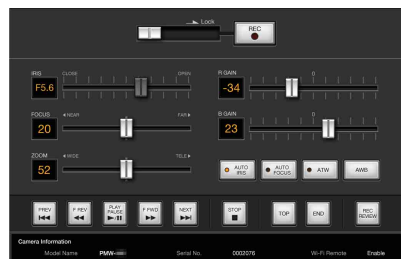 Lock
REC
IRIS CLOSE OPEN
F5.6
R GAIN 0
-34
FOCUS NEAR FAR
20
B GAIN 0
23
ZOOM WIDE TELE
52
AUTO IRIS
AUTO FOCUS
ATW
AWB
PREV
F REV
PLAY PAUSE
F FWD
NEXT
STOP
TOP
END
REC REVIEW
Camera Information
Model Name PMW- Serial No. 0002076 Wi-Fi Remote Enable